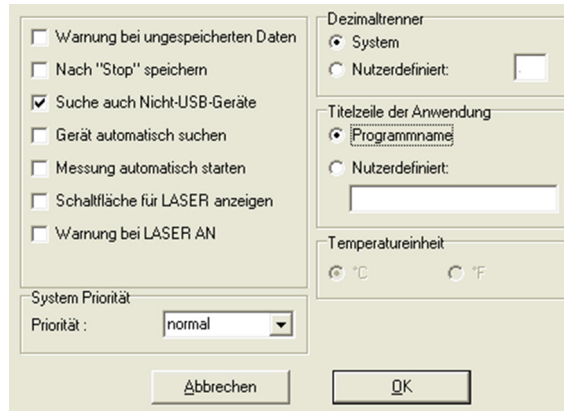 Warnung bei ungespeicherten Daten
Nach "Stop" speichern
Suche auch Nicht-USB-Geräte
Gerät automatisch suchen
Messung automatisch starten
Schaltfläche für LASER anzeigen
Warnung bei LASER AN
System Priorität
Priorität :
normal
Dezimaltrenner
System
Nutzerdefiniert:
.
Titelzeile der Anwendung
Programmname
Nutzerdefiniert:
Temperatureinheit
°C
°F
Abbrechen
OK